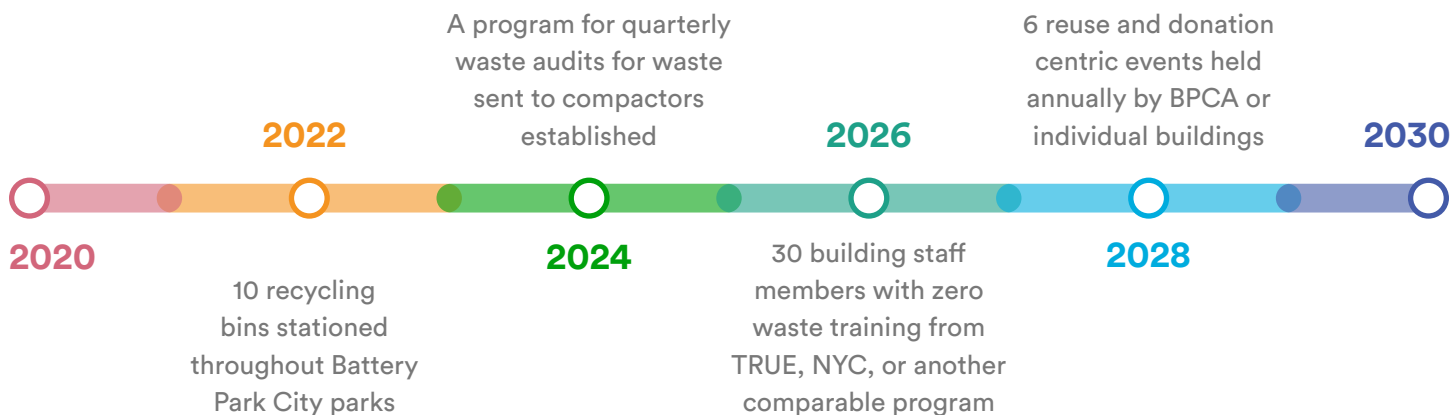 2020
2022
10 recycling
bins stationed
throughout Battery
Park City parks
A program for quarterly
waste audits for waste
sent to compactors
established
2024
2026
30 building staff
members with zero
waste training from
TRUE, NYC, or another
comparable program
6 reuse and donation
centric events held
annually by BPCA or
individual buildings
2028
2030